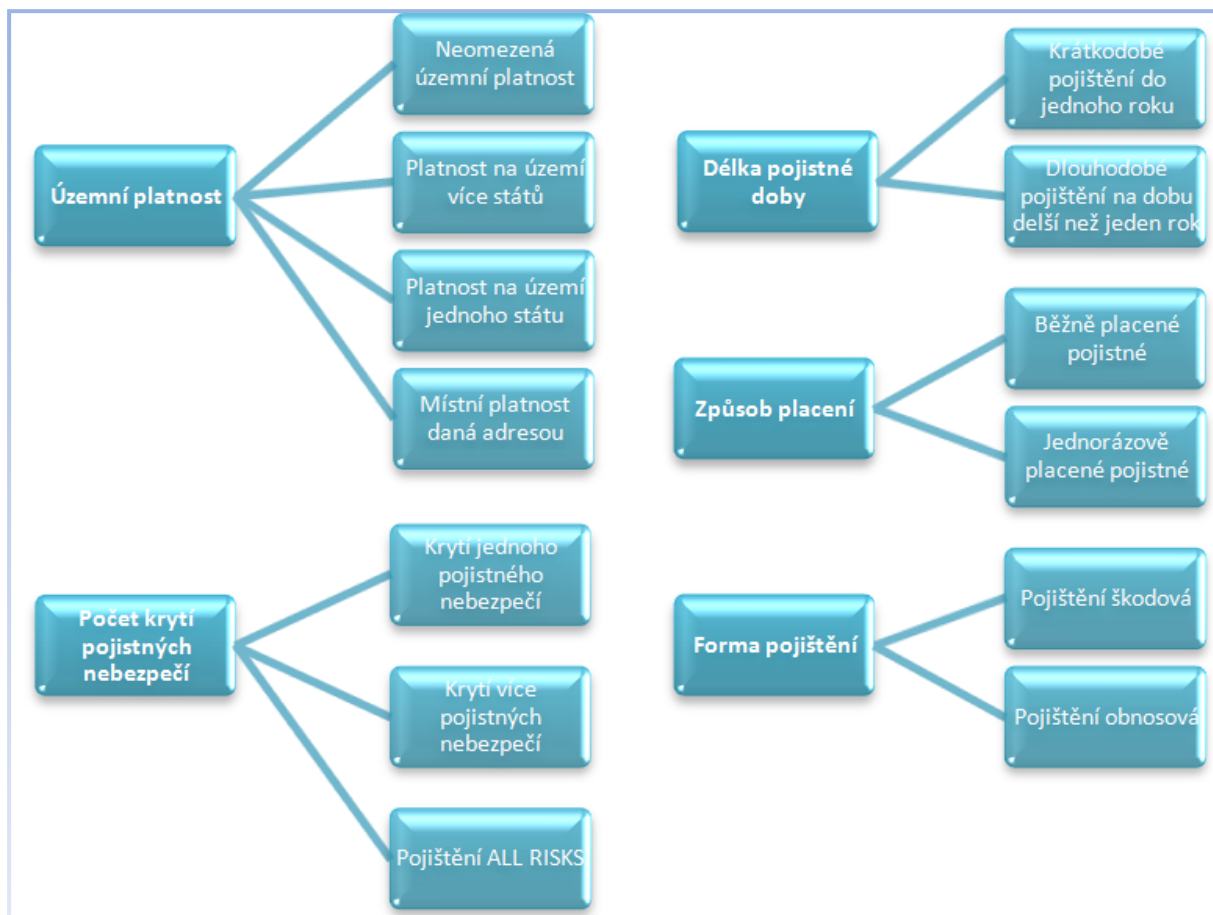 Územní platnost
Neomezená
územní platnost
Platnost na území
více států
Platnost na území
jednoho státu
Místní platnost
daná adresou
Počet krytí
pojistných
nebezpečí
Krytí jednoho
pojistného
nebezpečí
Krytí více
pojistných
nebezpečí
Pojištění ALL RISKS
Délka pojistné
doby
Krátkodobé
pojištění do
jednoho roku
Dlouhodobé
pojištění na dobu
delší než jeden rok
Způsob placení
Běžně placené
pojistné
Jednorázově
placené pojistné
Forma pojištění
Pojištění škodová
Pojištění obnosová